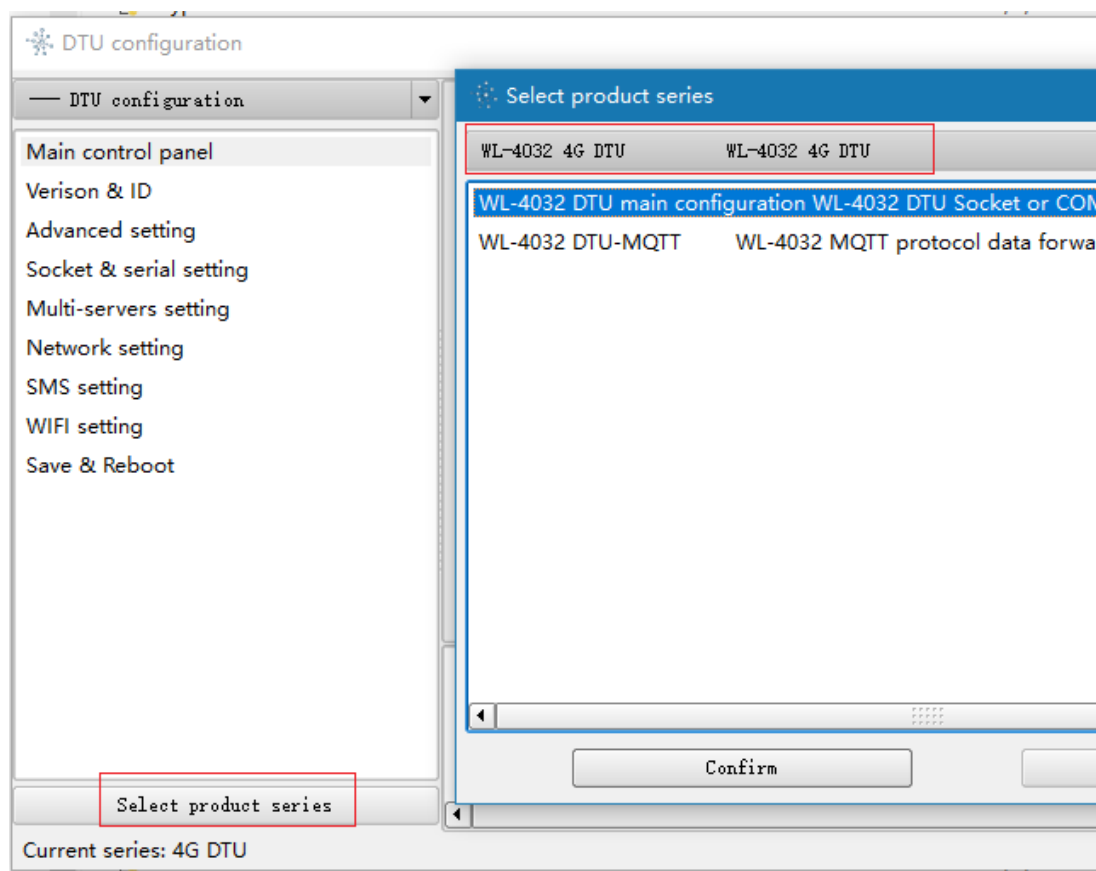 DTU configuration
DTU configuration
Main control panel
Verison & ID
Advanced setting
Socket & serial setting
Multi-servers setting
Network setting
SMS setting
WIFI setting
Save & Reboot
Select product series
Current series: 4G DTU
Select product series
WL-4032 4G DTU WL-4032 4G DTU
WL-4032 DTU main configuration WL-4032 DTU Socket or COM
WL-4032 DTU-MQTT WL-4032 MQTT protocol data forwa
Confirm